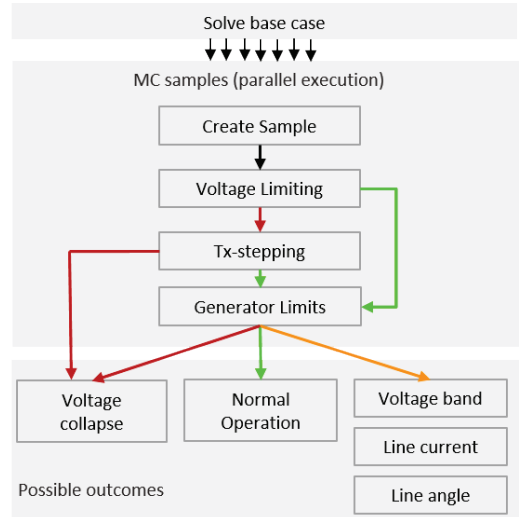 Solve base case
MC samples (parallel execution)
Create Sample
Voltage Limiting
Tx-stepping
Generator Limits
Voltage
collapse
Normal
Operation
Voltage band
Line current
Line angle
Possible outcomes